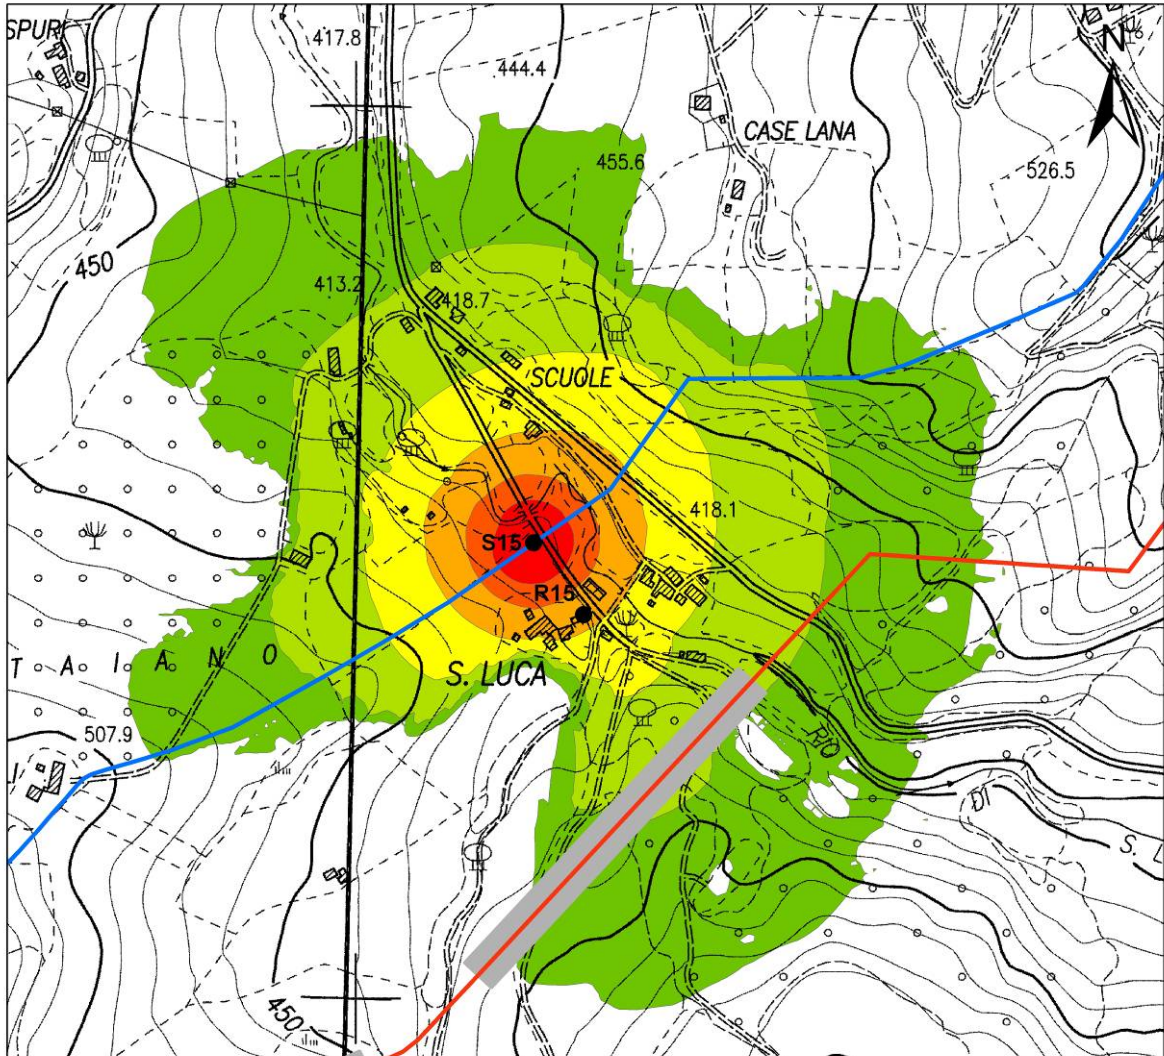 SPURI
417.8
444.4
N
CASE LANA
455.6
526.5
450
413.2
418.7
SCUOLE
418.1
S15
R15
T A I A N O
S. LUCA
507.9
RIO
DI
S. L
450